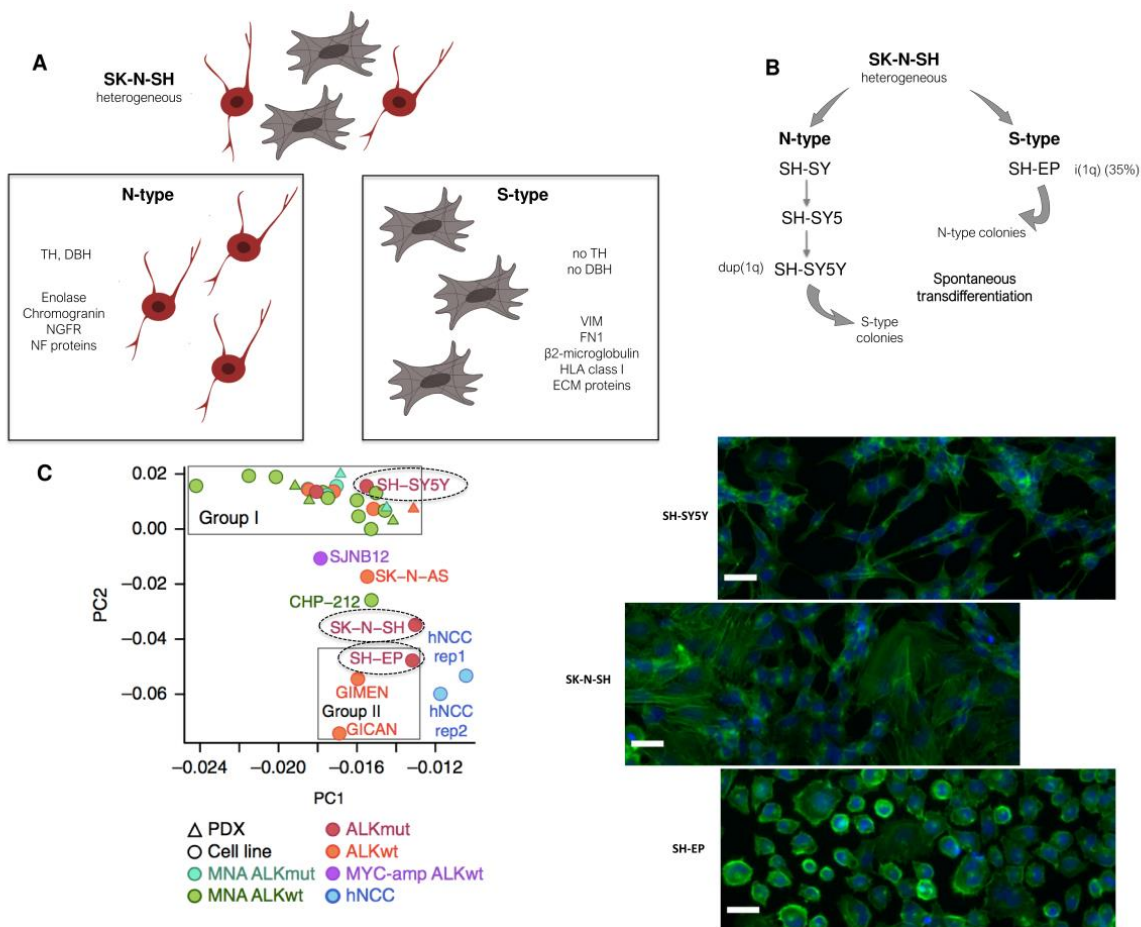 A
SK-N-SH
heterogeneous
N-type
TH, DBH
Enolase
Chromogranin
NGFR
NF proteins
S-type
no TH
no DBH
VIM
FN1
β2-microglobulin
HLA class I
ECM proteins
B
SK-N-SH
heterogeneous
N-type
S-type
SH-SY
SH-EP
i(1q) (35%)
SH-SY5
N-type colonies
dup(1q)
SH-SY5Y
Spontaneous
transdifferentiation
S-type
colonies
C
0.02
0.00
−0.02
−0.04
−0.06
PC2
SH−SY5Y
Group I
SJNB12
SK−N−AS
CHP−212
SK−N−SH
hNCC
rep1
SH−EP
GIMEN
Group II
hNCC
rep2
GICAN
−0.024
−0.020
−0.016
−0.012
PC1
PDX
Cell line
MNA ALKmut
MNA ALKwt
ALKmut
ALKwt
MYC-amp ALKwt
hNCC
SH-SY5Y
SK-N-SH
SH-EP